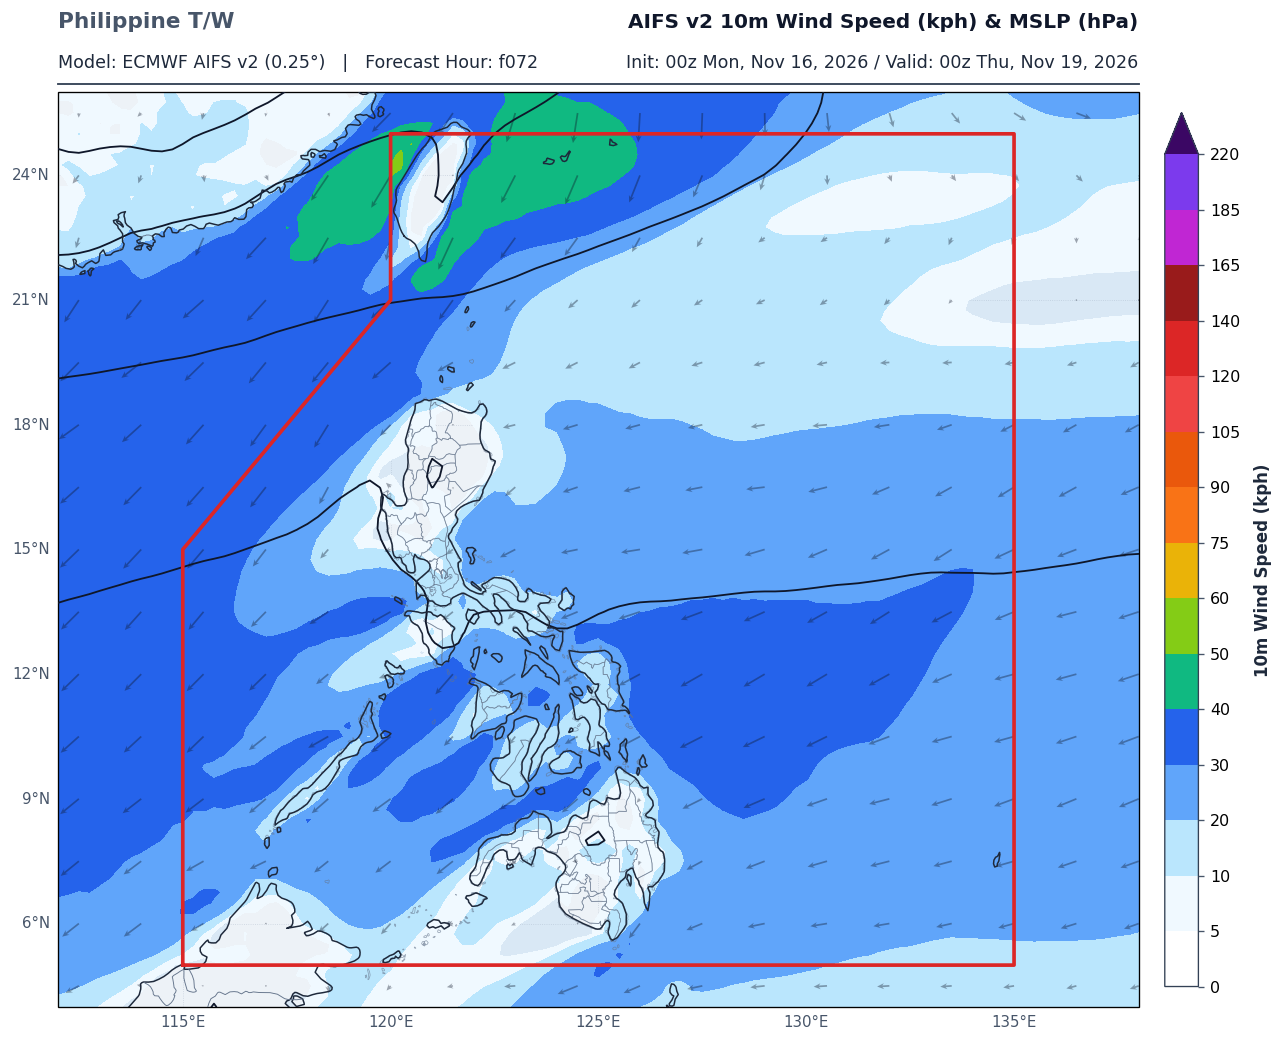 Philippine T/W
AIFS v2 10m Wind Speed (kph) & MSLP (hPa)
Model: ECMWF AIFS v2 (0.25°) | Forecast Hour: f072
Init: 00z Mon, Nov 16, 2026 / Valid: 00z Thu, Nov 19, 2026
24°N
21°N
18°N
15°N
12°N
9°N
6°N
115°E
120°E
125°E
130°E
135°E
220
185
165
140
120
105
90
75
60
50
40
30
20
10
5
0
10m Wind Speed (kph)